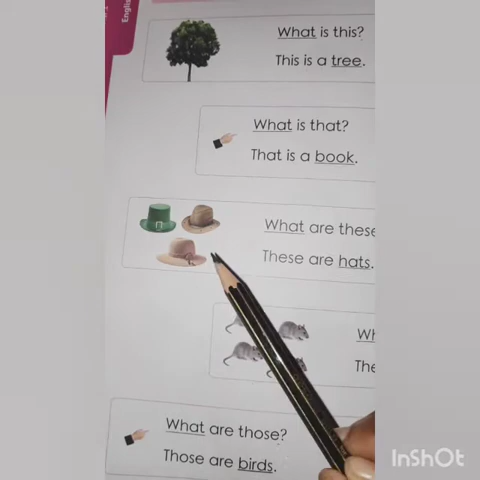 English
What is this?
This is a tree.
What is that?
That is a book.
What are these
These are hats.
Wh
The
What are those?
Those are birds.
InShOt